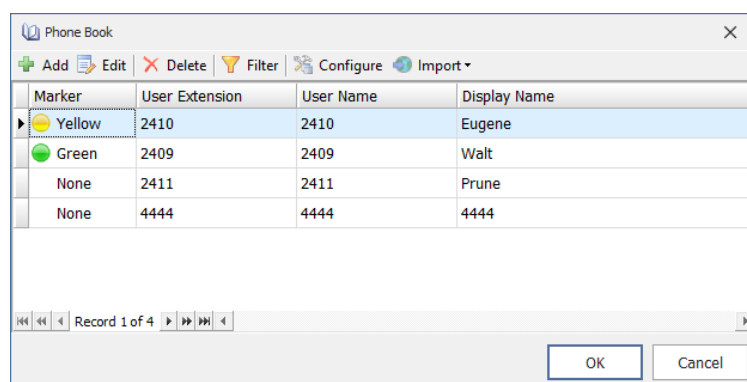 Phone Book
Add Edit Delete Filter Configure Import
Marker User Extension User Name Display Name
Yellow 2410 2410 Eugene
Green 2409 2409 Walt
None 2411 2411 Prune
None 4444 4444 4444
Record 1 of 4
OK Cancel